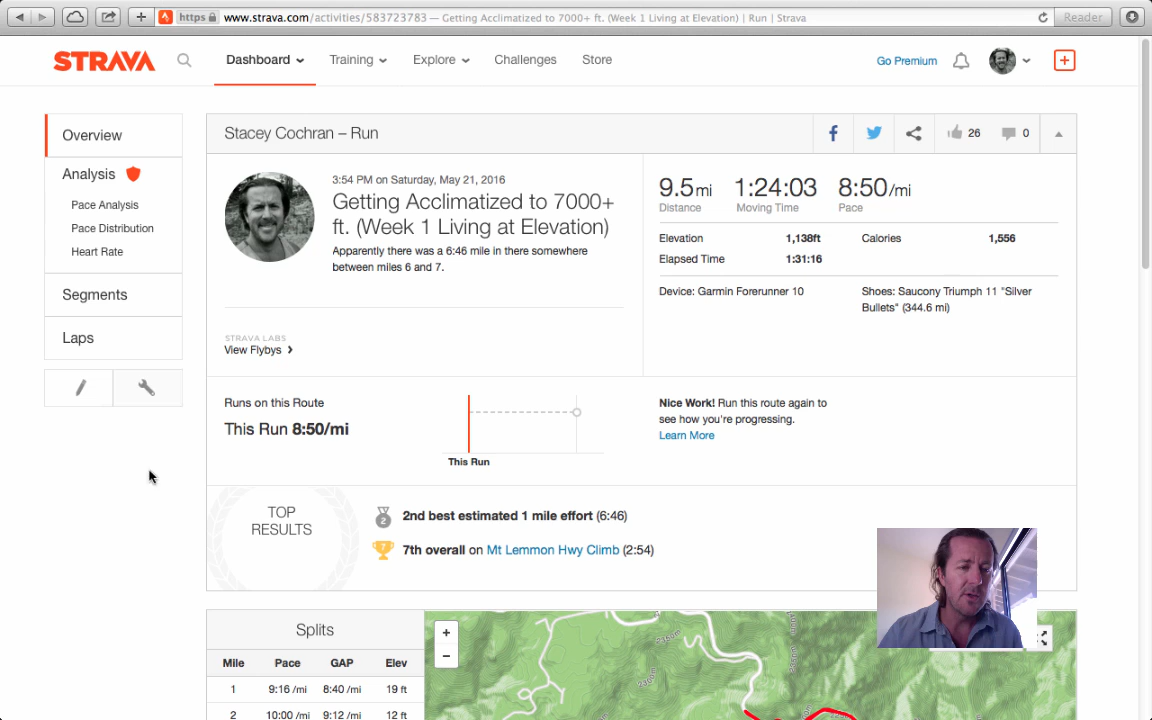 https www.strava.com/activities/583723783 — Getting Acclimatized to 7000+ ft. (Week 1 Living at Elevation) | Run | Strava
Reader
STRAVA
Dashboard
Training
Explore
Challenges
Store
Go Premium
Overview
Analysis
Pace Analysis
Pace Distribution
Heart Rate
Segments
Laps
Stacey Cochran – Run
26
0
3:54 PM on Saturday, May 21, 2016
Getting Acclimatized to 7000+
ft. (Week 1 Living at Elevation)
Apparently there was a 6:46 mile in there somewhere
between miles 6 and 7.
STRAVA LABS
View Flybys
9.5mi 1:24:03 8:50/mi
Distance Moving Time Pace
Elevation 1,138ft Calories 1,556
Elapsed Time 1:31:16
Device: Garmin Forerunner 10
Shoes: Saucony Triumph 11 "Silver
Bullets" (344.6 mi)
Runs on this Route
This Run 8:50/mi
This Run
Nice Work! Run this route again to
see how you're progressing.
Learn More
TOP
RESULTS
2
2nd best estimated 1 mile effort (6:46)
7
7th overall on Mt Lemmon Hwy Climb (2:54)
Splits
Mile Pace GAP Elev
1 9:16 /mi 8:40 /mi 19 ft
2 10:00 /mi 9:12 /mi 12 ft
+
−